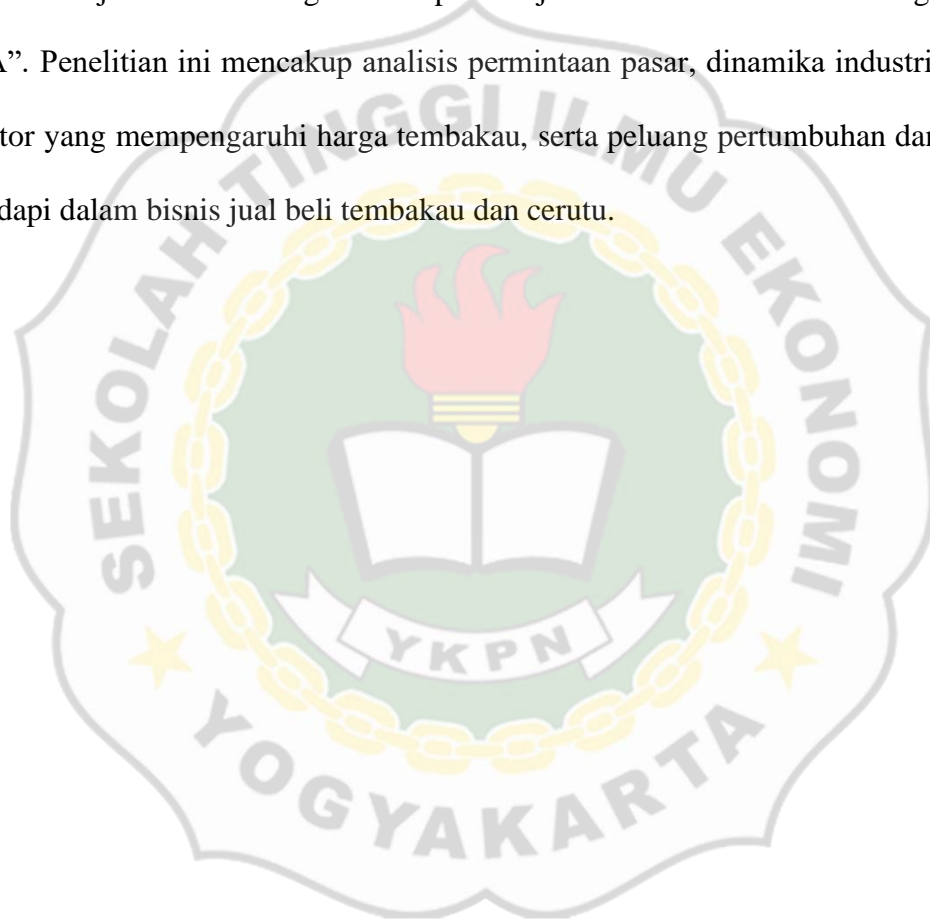 A”. Penelitian ini mencakup analisis permintaan pasar, dinamika industri
tor yang mempengaruhi harga tembakau, serta peluang pertumbuhan dan
dapi dalam bisnis jual beli tembakau dan cerutu.
SEKOLAH TINGGI ILMU EKONOMI
YKPN
YOGYAKARTA